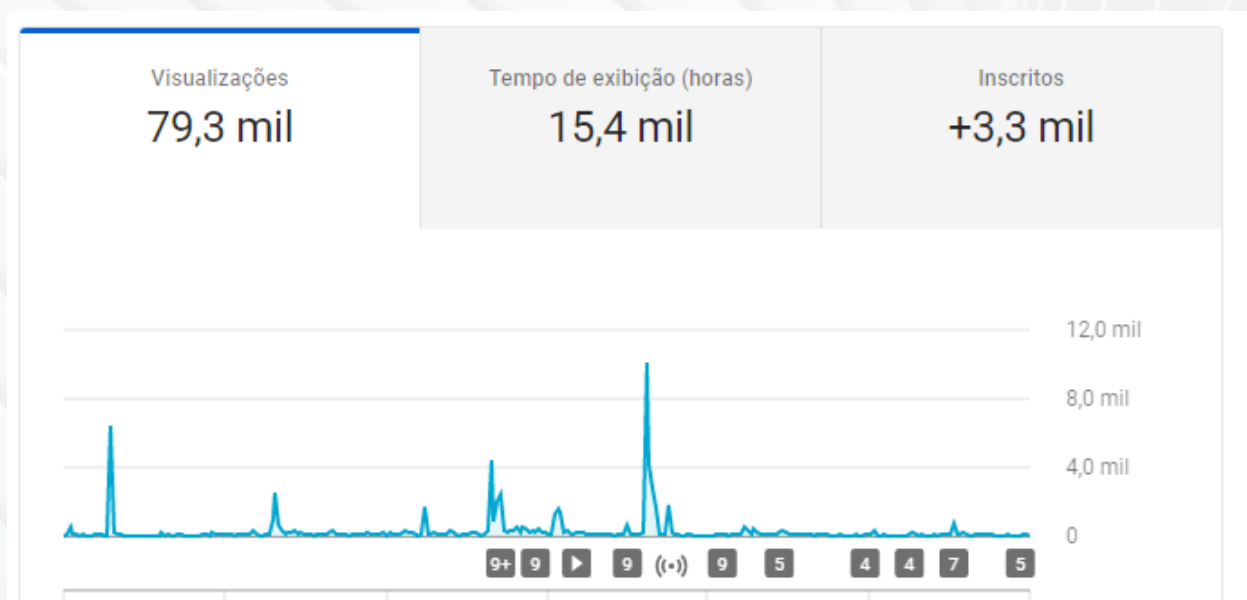 Visualizações Tempo de exibição (horas) Inscritos
79,3 mil 15,4 mil +3,3 mil
12,0 mil
8,0 mil
4,0 mil
0
9+ 9 9 9 5 4 4 7 5